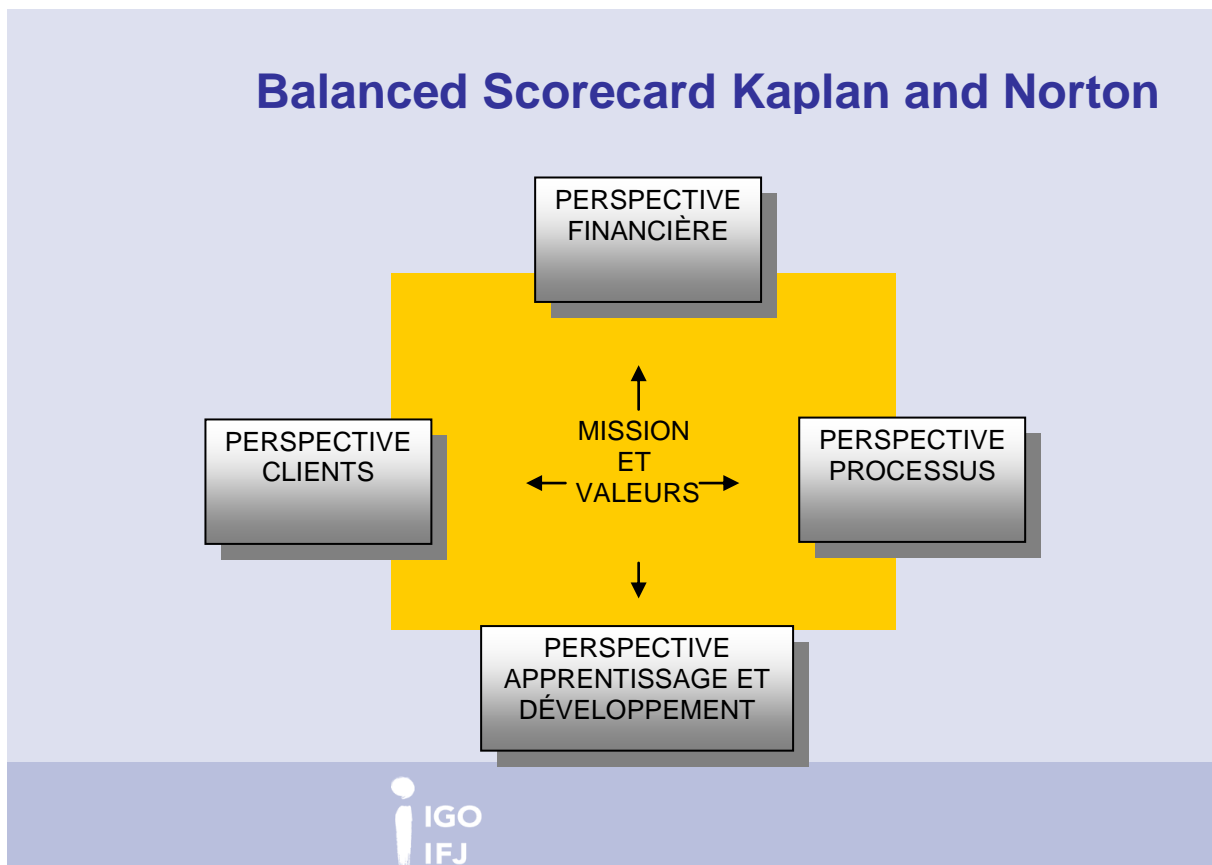 Balanced Scorecard Kaplan and Norton
PERSPECTIVE
FINANCIÈRE
PERSPECTIVE
CLIENTS
MISSION
ET
VALEURS
PERSPECTIVE
PROCESSUS
PERSPECTIVE
APPRENTISSAGE ET
DÉVELOPPEMENT
IGO
IFJ